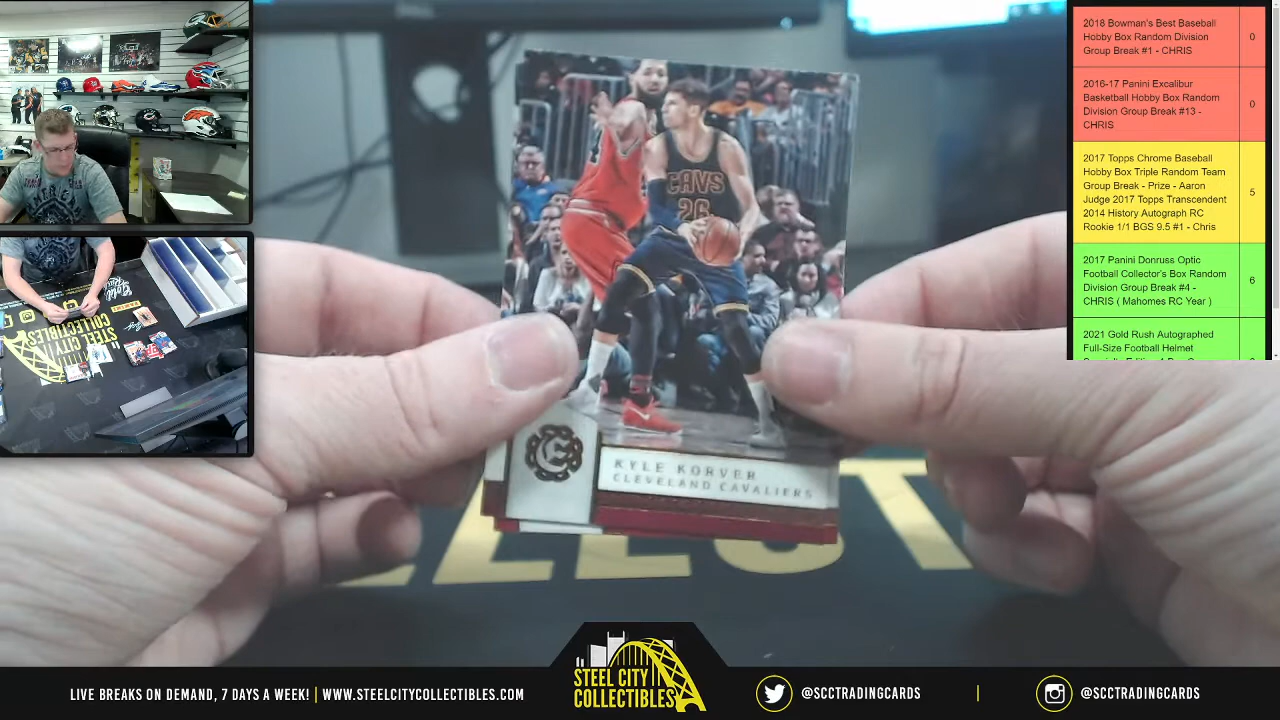 2018 Bowman's Best Baseball
Hobby Box Random Division
Group Break #1 - CHRIS
0
2016-17 Panini Excalibur
Basketball Hobby Box Random
Division Group Break #13 -
CHRIS
0
2017 Topps Chrome Baseball
Hobby Box Triple Random Team
Group Break - Prize - Aaron
Judge 2017 Topps Transcendent
2014 History Autograph RC
Rookie 1/1 BGS 9.5 #1 - Chris
5
2017 Panini Donruss Optic
Football Collector's Box Random
Division Group Break #4 -
CHRIS ( Mahomes RC Year )
6
2021 Gold Rush Autographed
Full-Size Football Helmet
CAVS
26
KYLE KORVER
CLEVELAND CAVALIERS
STEEL CITY
COLLECTIBLES
LIVE BREAKS ON DEMAND, 7 DAYS A WEEK! | WWW.STEELCITYCOLLECTIBLES.COM
STEEL CITY
COLLECTIBLES
@SCCTRADINGCARDS
|
@SCCTRADINGCARDS